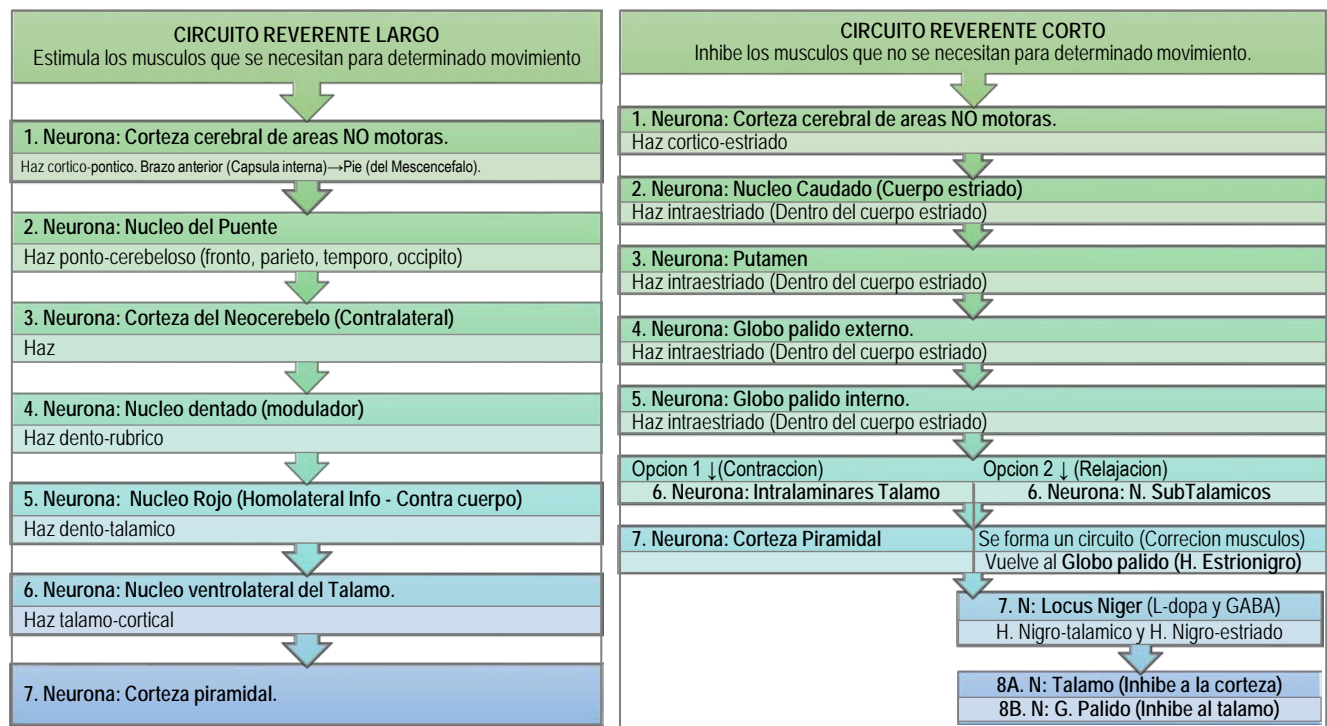 CIRCUITO REVERENTE LARGO
Estimula los musculos que se necesitan para determinado movimiento
1. Neurona: Corteza cerebral de areas NO motoras.
Haz cortico-pontico. Brazo anterior (Capsula interna)→Pie (del Mescencefalo).
2. Neurona: Nucleo del Puente
Haz ponto-cerebeloso (fronto, parieto, temporo, occipito)
3. Neurona: Corteza del Neocerebelo (Contralateral)
Haz
4. Neurona: Nucleo dentado (modulador)
Haz dento-rubrico
5. Neurona: Nucleo Rojo (Homolateral Info - Contra cuerpo)
Haz dento-talamico
6. Neurona: Nucleo ventrolateral del Talamo.
Haz talamo-cortical
7. Neurona: Corteza piramidal.
CIRCUITO REVERENTE CORTO
Inhibe los musculos que no se necesitan para determinado movimiento.
1. Neurona: Corteza cerebral de areas NO motoras.
Haz cortico-estriado
2. Neurona: Nucleo Caudado (Cuerpo estriado)
Haz intraestriado (Dentro del cuerpo estriado)
3. Neurona: Putamen
Haz intraestriado (Dentro del cuerpo estriado)
4. Neurona: Globo palido externo.
Haz intraestriado (Dentro del cuerpo estriado)
5. Neurona: Globo palido interno.
Haz intraestriado (Dentro del cuerpo estriado)
Opcion 1 ↓(Contraccion)
6. Neurona: Intralaminares Talamo
7. Neurona: Corteza Piramidal
Opcion 2 ↓ (Relajacion)
6. Neurona: N. SubTalamicos
Se forma un circuito (Correcion musculos)
Vuelve al Globo palido (H. Estrionigro)
7. N: Locus Niger (L-dopa y GABA)
H. Nigro-talamico y H. Nigro-estriado
8A. N: Talamo (Inhibe a la corteza)
8B. N: G. Palido (Inhibe al talamo)